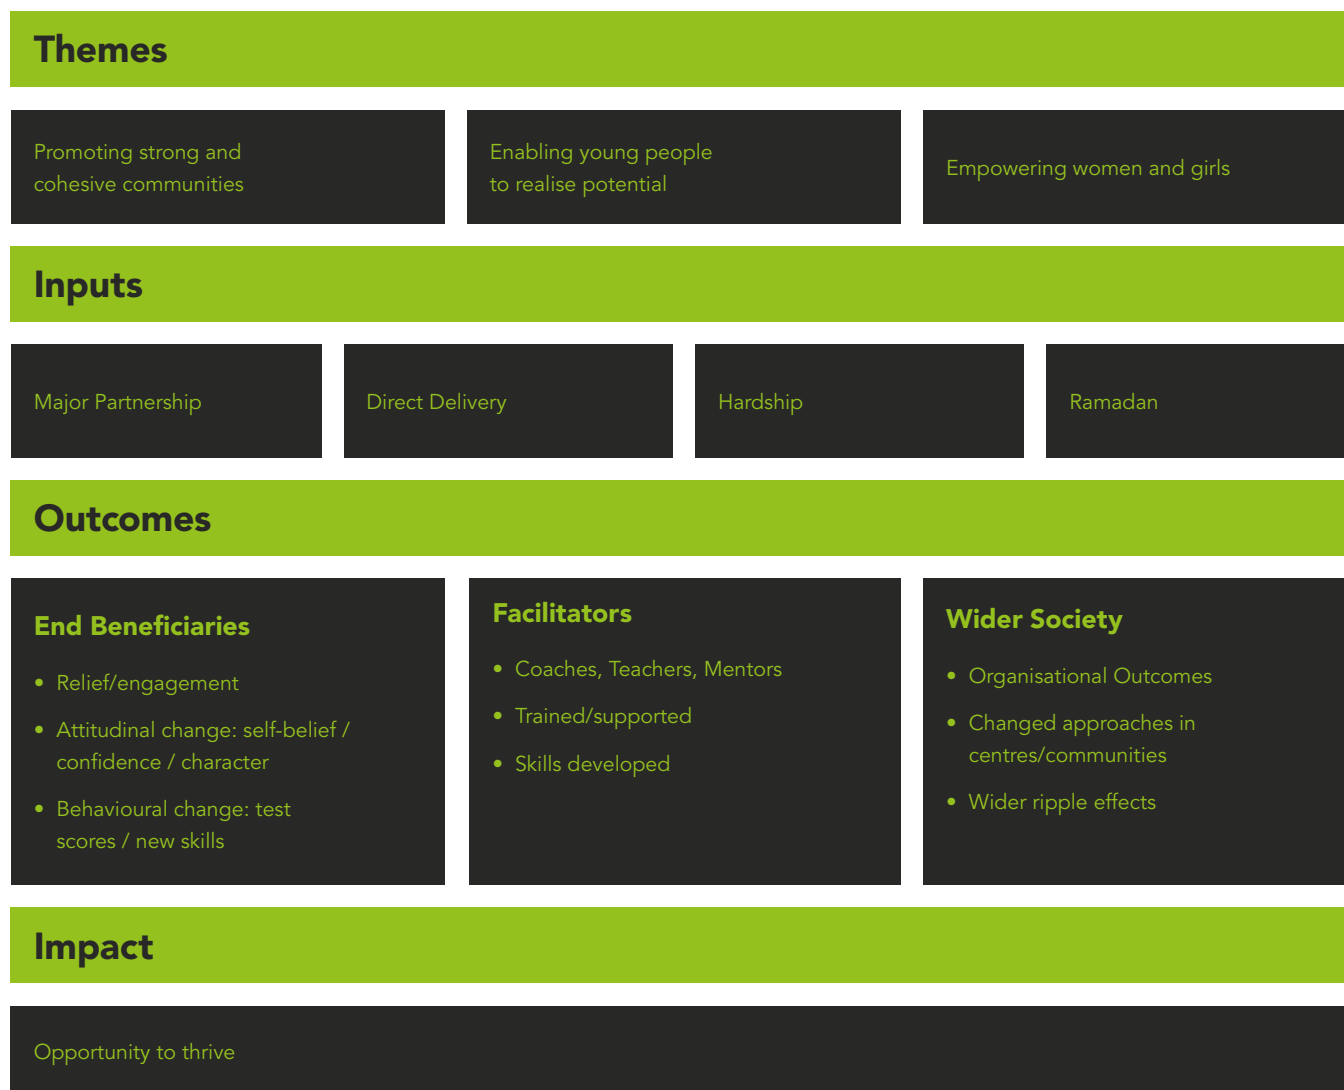 Themes
Promoting strong and
cohesive communities
Enabling young people
to realise potential
Empowering women and girls
Inputs
Major Partnership
Direct Delivery
Hardship
Ramadan
Outcomes
End Beneficiaries
• Relief/engagement
• Attitudinal change: self-belief /
confidence / character
• Behavioural change: test
scores / new skills
Facilitators
• Coaches, Teachers, Mentors
• Trained/supported
• Skills developed
Wider Society
• Organisational Outcomes
• Changed approaches in
centres/communities
• Wider ripple effects
Impact
Opportunity to thrive